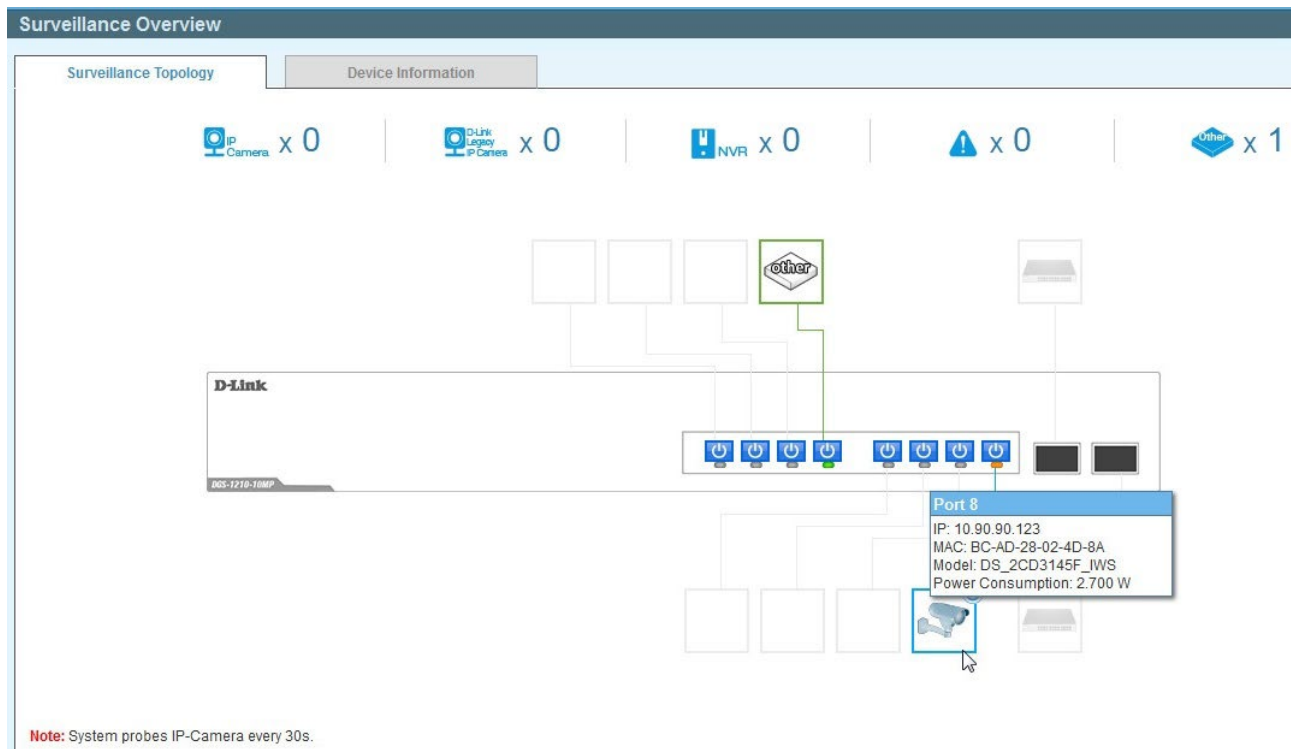 Surveillance Overview
Surveillance Topology
Device Information
IP Camera x 0
D-Link Legacy IP Camera x 0
NVR x 0
x 0
Other x 1
other
D-Link
DGS-1210-10MP
Port 8
IP: 10.90.90.123
MAC: BC-AD-28-02-4D-8A
Model: DS_2CD3145F_IWS
Power Consumption: 2.700 W
Note: System probes IP-Camera every 30s.